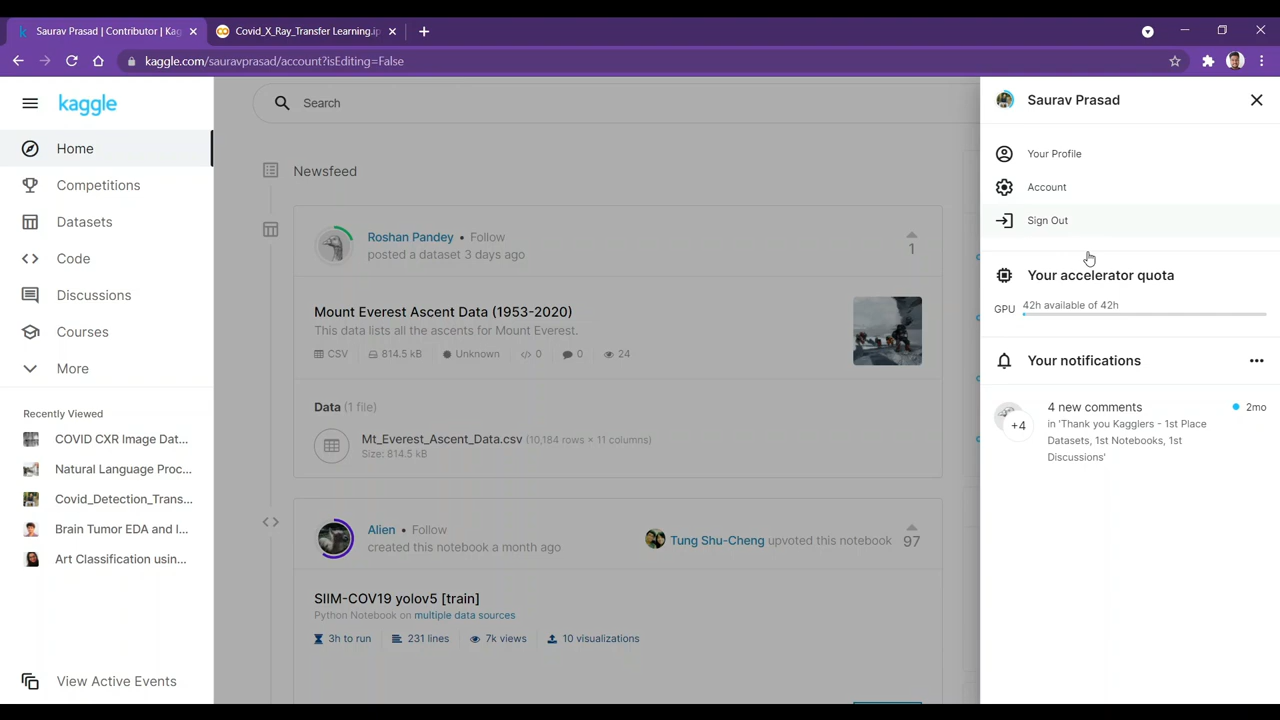 Saurav Prasad | Contributor | Kag
Covid_X_Ray_Transfer Learning.ip
kaggle.com/sauravprasad/account?isEditing=False
kaggle
Home
Competitions
Datasets
Code
Discussions
Courses
More
Recently Viewed
COVID CXR Image Dat...
Natural Language Proc...
Covid_Detection_Trans...
Brain Tumor EDA and I...
Art Classification usin...
View Active Events
Search
Newsfeed
Roshan Pandey • Follow
posted a dataset 3 days ago
1
Mount Everest Ascent Data (1953-2020)
This data lists all the ascents for Mount Everest.
CSV 814.5 kB Unknown 0 0 24
Data (1 file)
Mt_Everest_Ascent_Data.csv (10,184 rows × 11 columns)
Size: 814.5 kB
Alien • Follow
created this notebook a month ago
Tung Shu-Cheng upvoted this notebook
97
SIIM-COV19 yolov5 [train]
Python Notebook on multiple data sources
3h to run 231 lines 7k views 10 visualizations
Saurav Prasad
Your Profile
Account
Sign Out
Your accelerator quota
GPU 42h available of 42h
Your notifications
+4
4 new comments 2mo
in 'Thank you Kagglers - 1st Place
Datasets, 1st Notebooks, 1st
Discussions'